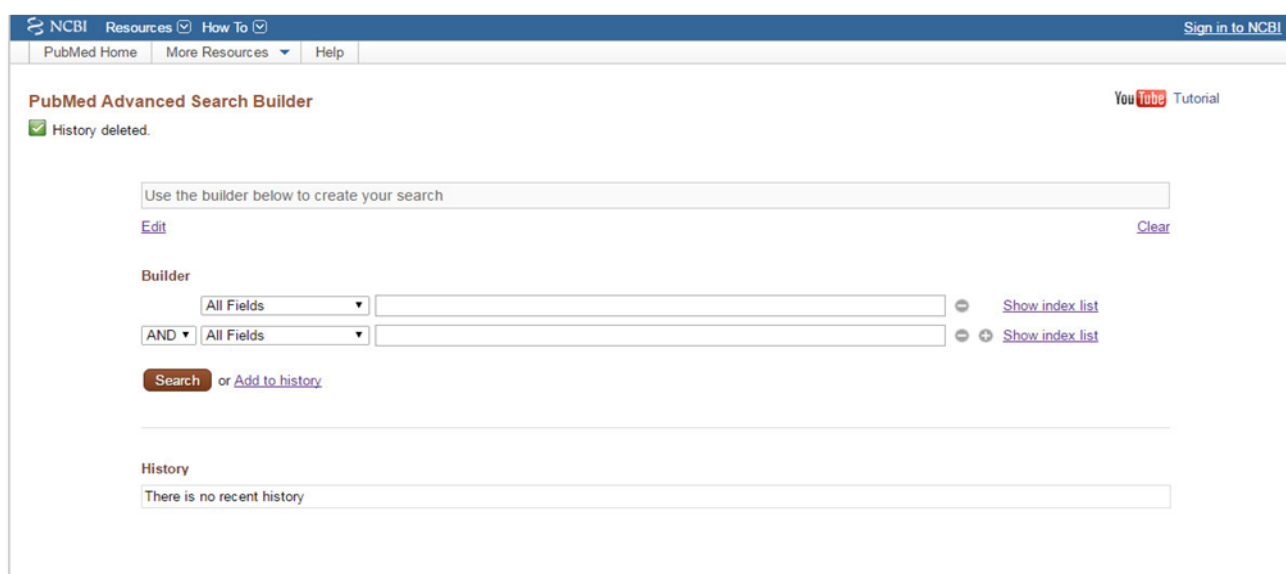 NCBI Resources How To Sign in to NCBI
PubMed Home More Resources Help
PubMed Advanced Search Builder YouTube Tutorial
History deleted.
Use the builder below to create your search
Edit Clear
Builder
All Fields Show index list
AND All Fields Show index list
Search or Add to history
History
There is no recent history